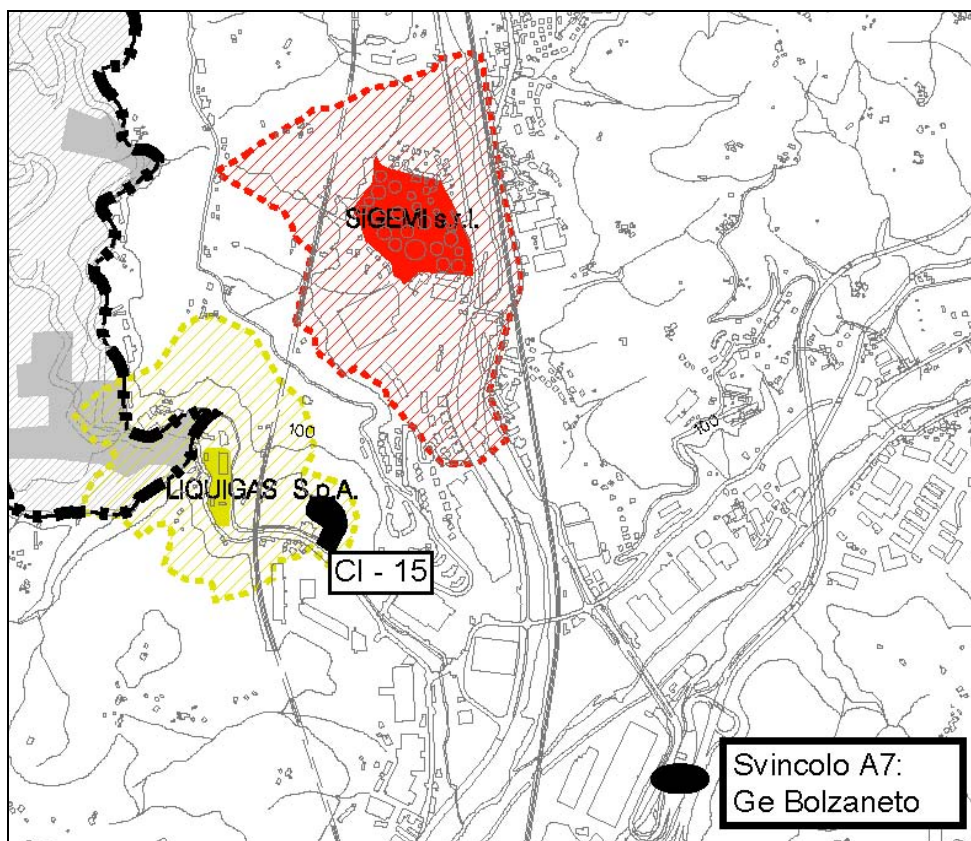 SIGEMI s.r.l.
100
100
LIQUIGAS S.p.A.
CI - 15
Svincolo A7:
Ge Bolzaneto